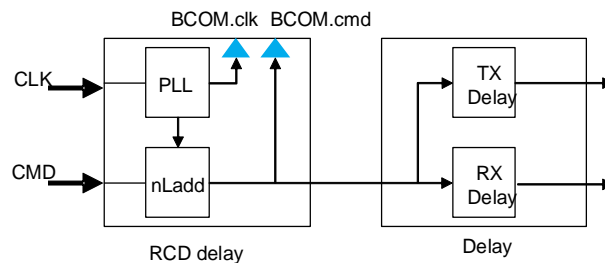 BCOM.clk BCOM.cmd
CLK
PLL
TX
Delay
CMD
nLadd
RX
Delay
RCD delay
Delay